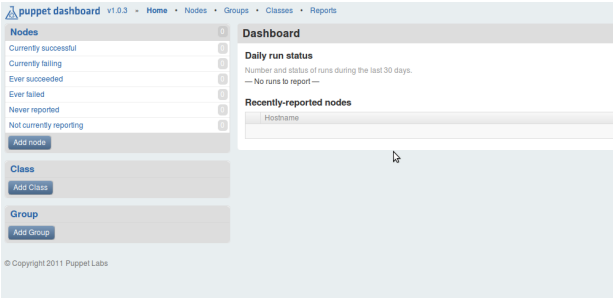 puppet dashboard v1.0.3 - Home • Nodes • Groups • Classes • Reports
Nodes 0
Currently successful 0
Currently failing 0
Ever succeeded 0
Ever failed 0
Never reported 0
Not currently reporting 0
Add node
Class
Add Class
Group
Add Group
© Copyright 2011 Puppet Labs
Dashboard
Daily run status
Number and status of runs during the last 30 days.
— No runs to report —
Recently-reported nodes
Hostname